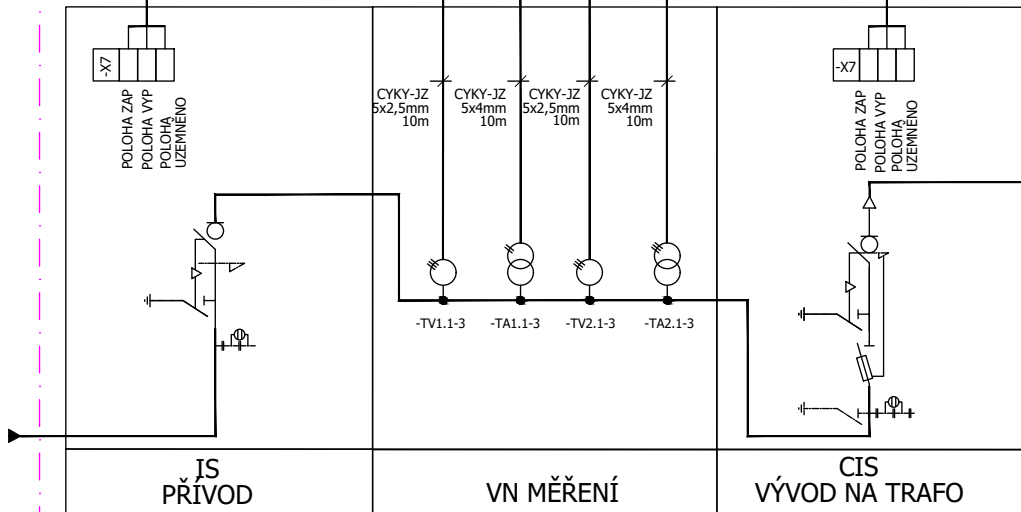 -X7
POLOHA ZAP
POLOHA VYP
POLOHA
UZEMNĚNO
CYKY-JZ
5x2,5mm
10m
CYKY-JZ
5x4mm
10m
CYKY-JZ
5x2,5mm
10m
CYKY-JZ
5x4mm
10m
-X7
POLOHA ZAP
POLOHA VYP
POLOHA
UZEMNĚNO
-TV1.1-3
-TA1.1-3
-TV2.1-3
-TA2.1-3
IS
PŘÍVOD
VN MĚŘENÍ
CIS
VÝVOD NA TRAFO